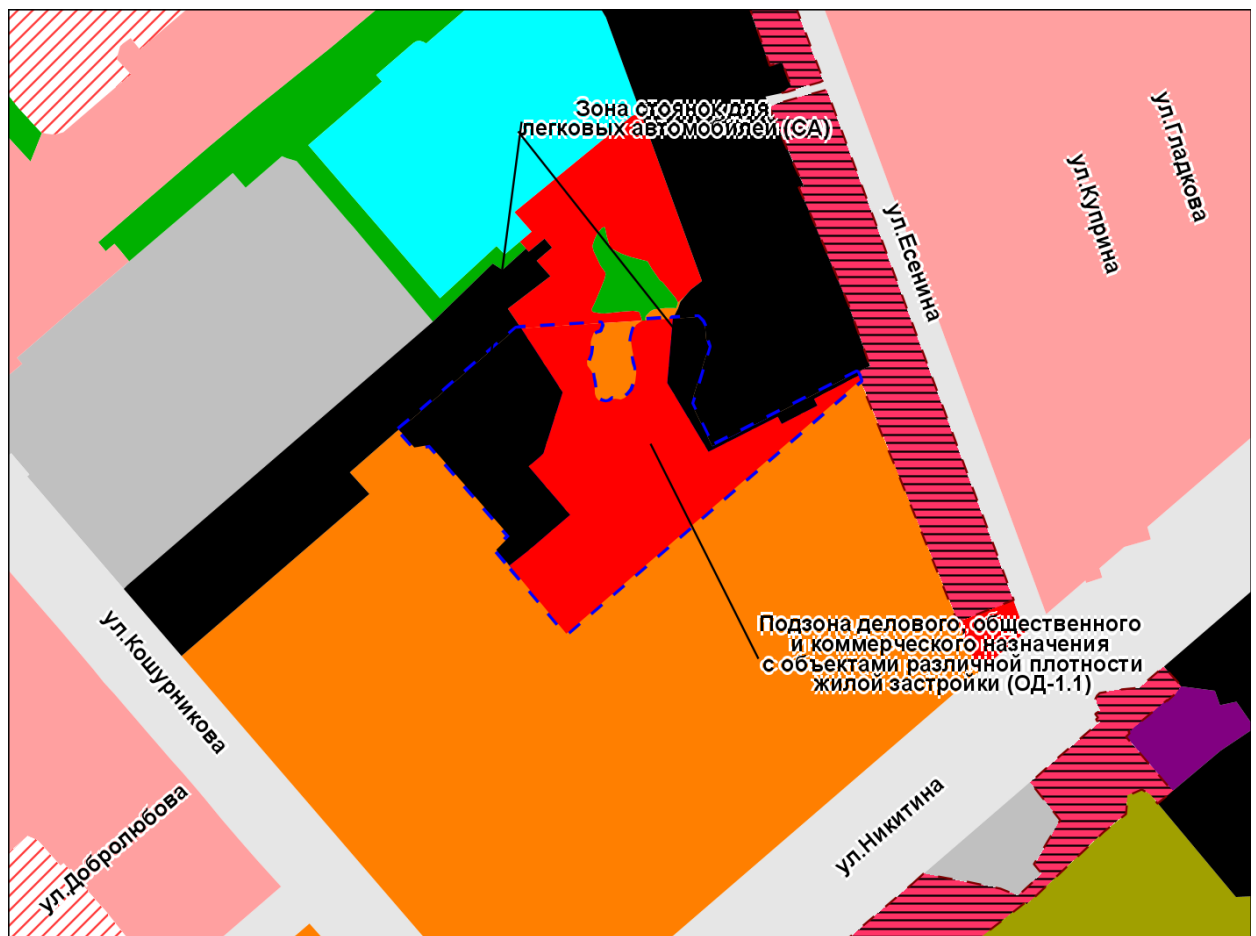 Зона стоянок для
легковых автомобилей (СА)
ул.Гладкова
ул.Куприна
ул.Есенина
Подзона делового, общественного
и коммерческого назначения
с объектами различной плотности
жилой застройки (ОД-1.1)
ул.Кошурникова
ул.Добролюбова
ул.Никитина